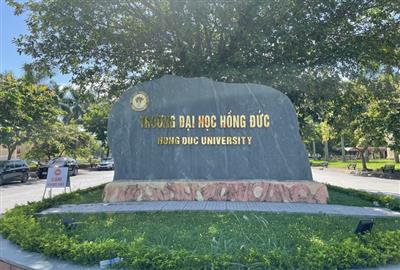 TRƯỜNG ĐẠI HỌC HỒNG ĐỨC
HONG DUC UNIVERSITY